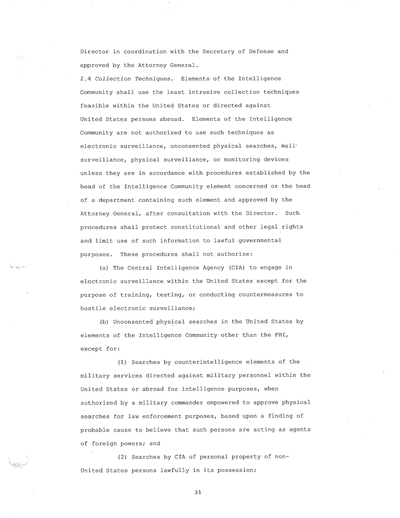 Director in coordination with the Secretary of Defense and
approved by the Attorney General.
2.4 Collection Techniques. Elements of the Intelligence
Community shall use the least intrusive collection techniques
feasible within the United States or directed against
United States persons abroad. Elements of the Intelligence
Community are not authorized to use such techniques as
electronic surveillance, unconsented physical searches, mail
surveillance, physical surveillance, or monitoring devices
unless they are in accordance with procedures established by the
head of the Intelligence Community element concerned or the head
of a department containing such element and approved by the
Attorney General, after consultation with the Director. Such
procedures shall protect constitutional and other legal rights
and limit use of such information to lawful governmental
purposes. These procedures shall not authorize:
(a) The Central Intelligence Agency (CIA) to engage in
electronic surveillance within the United States except for the
purpose of training, testing, or conducting countermeasures to
hostile electronic surveillance;
(b) Unconsented physical searches in the United States by
elements of the Intelligence Community other than the FBI,
except for:
(1) Searches by counterintelligence elements of the
military services directed against military personnel within the
United States or abroad for intelligence purposes, when
authorized by a military commander empowered to approve physical
searches for law enforcement purposes, based upon a finding of
probable cause to believe that such persons are acting as agents
of foreign powers; and
(2) Searches by CIA of personal property of non-
United States persons lawfully in its possession;
31